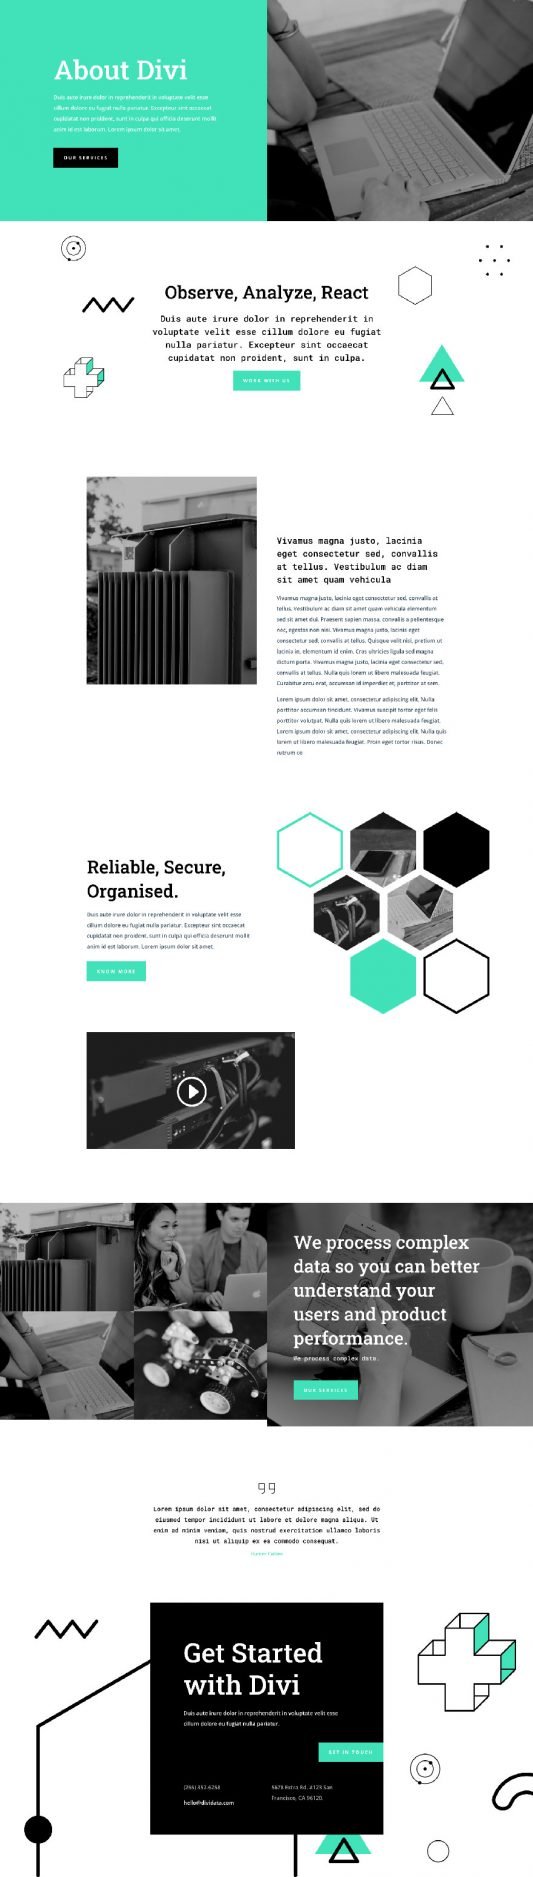 About Divi
Duis aute irure dolor in reprehenderit in voluptate velit esse
cillum dolore eu fugiat nulla pariatur. Excepteur sint occaecat
cupidatat non proident, sunt in culpa qui officia deserunt mollit
anim id est laborum. Lorem ipsum dolor sit amet.
OUR SERVICES
Observe, Analyze, React
Duis aute irure dolor in reprehenderit in
voluptate velit esse cillum dolore eu fugiat
nulla pariatur. Excepteur sint occaecat
cupidatat non proident, sunt in culpa.
WORK WITH US
Vivamus magna justo, lacinia
eget consectetur sed, convallis
at tellus. Vestibulum ac diam
sit amet quam vehicula
Vivamus magna justo, lacinia eget consectetur sed, convallis at
tellus. Vestibulum ac diam sit amet quam vehicula elementum
sed sit amet dui. Praesent sapien massa, convallis a pellentesque
nec, egestas non nisi. Vivamus magna justo, lacinia eget
consectetur sed, convallis at tellus. Quisque velit nisi, pretium ut
lacinia in, elementum id enim. Cras ultricies ligula sed magna
dictum porta. Vivamus magna justo, lacinia eget consectetur sed,
convallis at tellus. Nulla quis lorem ut libero malesuada feugiat.
Curabitur arcu erat, accumsan id imperdiet et, porttitor at sem.
Lorem ipsum dolor sit amet, consectetur adipiscing elit. Nulla
porttitor accumsan tincidunt. Vivamus suscipit tortor eget felis
porttitor volutpat. Nulla quis lorem ut libero malesuada feugiat.
Lorem ipsum dolor sit amet, consectetur adipiscing elit. Nulla quis
lorem ut libero malesuada feugiat. Proin eget tortor risus. Donec
rutrum co
Reliable, Secure,
Organised.
Duis aute irure dolor in reprehenderit in voluptate velit esse
cillum dolore eu fugiat nulla pariatur. Excepteur sint occaecat
cupidatat non proident, sunt in culpa qui officia deserunt mollit
anim id est laborum. Lorem ipsum dolor sit amet.
KNOW MORE
We process complex
data so you can better
understand your
users and product
performance.
We process complex data.
OUR SERVICES
Lorem ipsum dolor sit amet, consectetur adipiscing elit, sed do
eiusmod tempor incididunt ut labore et dolore magna aliqua. Ut
enim ad minim veniam, quis nostrud exercitation ullamco laboris
nisi ut aliquip ex ea commodo consequat.
Get Started
with Divi
Duis aute irure dolor in reprehenderit in voluptate velit esse
cillum dolore eu fugiat nulla pariatur.
GET IN TOUCH
(255) 352-6258
5678 Extra Rd. #123 San
hello@dividata.com
Francisco, CA 96120.